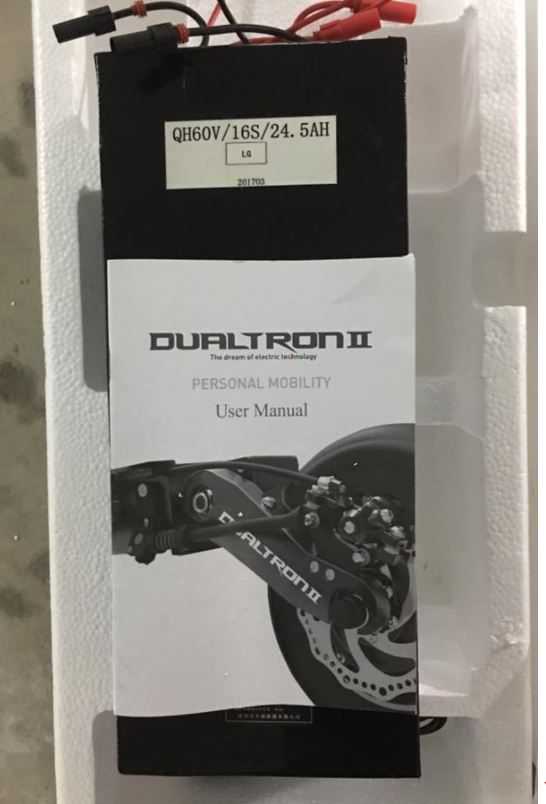 QH60V/16S/24.5AH
LG
201703
DUALTRON II
The dream of electric technology
PERSONAL MOBILITY
User Manual
DUALTRON II